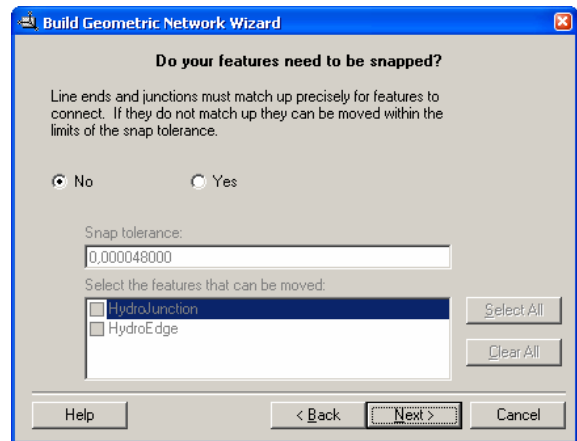 Build Geometric Network Wizard
Do your features need to be snapped?
Line ends and junctions must match up precisely for features to
connect. If they do not match up they can be moved within the
limits of the snap tolerance.
No Yes
Snap tolerance:
0,000048000
Select the features that can be moved:
HydroJunction
HydroEdge
Select All
Clear All
Help < Back Next > Cancel